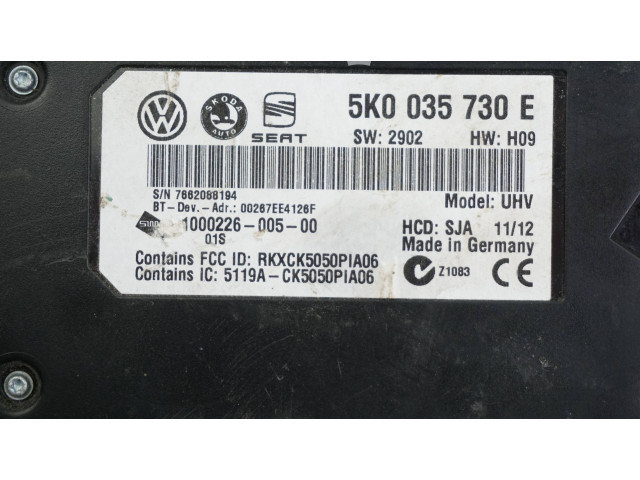 VW SKODA AUTO SEAT 5K0 035 730 E
SW: 2902 HW: H09
S/N 7662088194
BT-Dev.-Adr.: 00267EE4126F Model: UHV
1000226-005-00 HCD: SJA 11/12
01S Made in Germany
Contains FCC ID: RKXCK5050PIA06
Contains IC: 5119A-CK5050PIA06 Z1083 CE